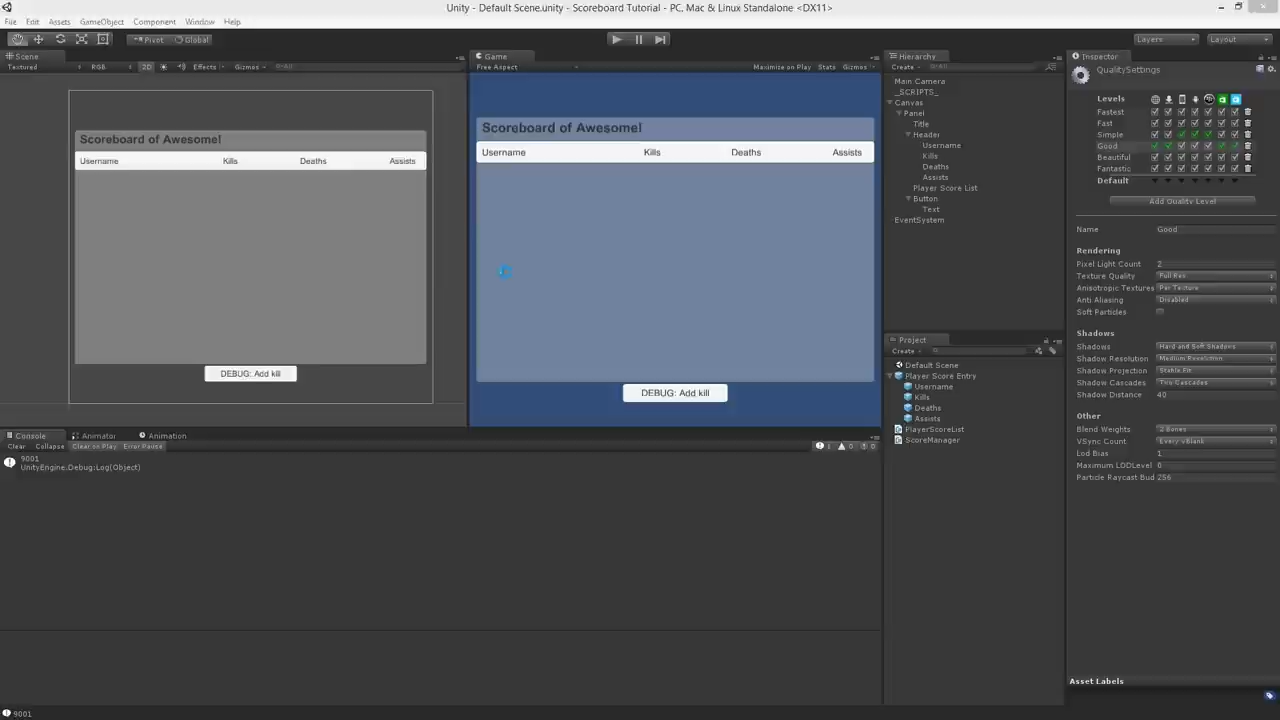 Unity - Default Scene.unity - Scoreboard Tutorial - PC, Mac & Linux Standalone <DX11>
File Edit Assets GameObject Component Window Help
Pivot Global
Layers Layout
Scene
Textured RGB 2D Effects Gizmos All
Scoreboard of Awesome!
Username Kills Deaths Assists
DEBUG: Add kill
Game
Free Aspect Maximize on Play Stats Gizmos
Scoreboard of Awesome!
Username Kills Deaths Assists
DEBUG: Add kill
Hierarchy
Create All
Main Camera
_SCRIPTS_
Canvas
Panel
Title
Header
Username
Kills
Deaths
Assists
Player Score List
Button
Text
EventSystem
Project
Create
Default Scene
Player Score Entry
Username
Kills
Deaths
Assists
PlayerScoreList
ScoreManager
Inspector
QualitySettings
Levels
Fastest
Fast
Simple
Good
Beautiful
Fantastic
Default
Add Quality Level
Name Good
Rendering
Pixel Light Count 2
Texture Quality Full Res
Anisotropic Textures Per Texture
Anti Aliasing Disabled
Soft Particles
Shadows
Shadows Hard and Soft Shadows
Shadow Resolution Medium Resolution
Shadow Projection Stable Fit
Shadow Cascades Two Cascades
Shadow Distance 40
Other
Blend Weights 2 Bones
VSync Count Every VBlank
Lod Bias 1
Maximum LODLevel 0
Particle Raycast Bud 256
Asset Labels
Console Animator Animation
Clear Collapse Clear on Play Error Pause 1 0 0
9001
UnityEngine.Debug:Log(Object)
9001